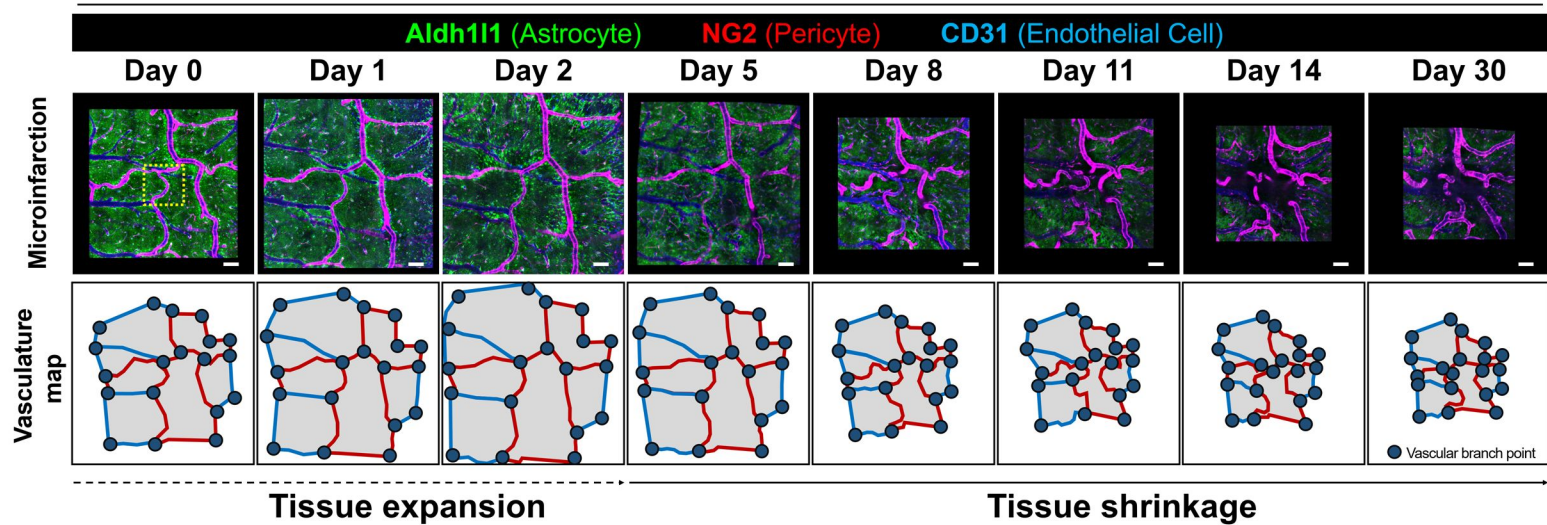 Aldh1l1 (Astrocyte) NG2 (Pericyte) CD31 (Endothelial Cell)
Day 0 Day 1 Day 2 Day 5 Day 8 Day 11 Day 14 Day 30
Microinfarction
Vasculature
map
Vascular branch point
Tissue expansion Tissue shrinkage